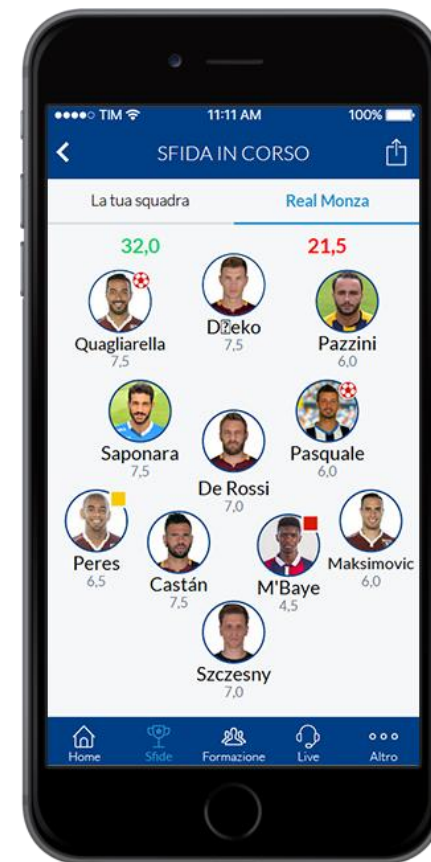 TIM 11:11 AM 100%
SFIDA IN CORSO
La tua squadra Real Monza
32,0 21,5
Quagliarella
7,5
D⍰eko
7,5
Pazzini
6,0
Saponara
7,5
De Rossi
7,0
Pasquale
6,0
Peres
6,5
Castán
7,5
M'Baye
4,5
Maksimovic
6,0
Szczesny
7,0
Home Sfide Formazione Live Altro